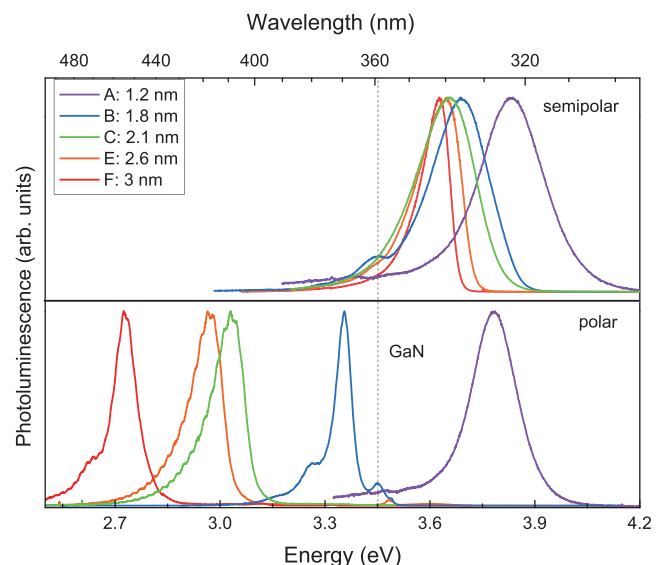 Wavelength (nm)
480 440 400 360 320
A: 1.2 nm
B: 1.8 nm
C: 2.1 nm
E: 2.6 nm
F: 3 nm
semipolar
Photoluminescence (arb. units)
polar
GaN
2.7 3.0 3.3 3.6 3.9 4.2
Energy (eV)